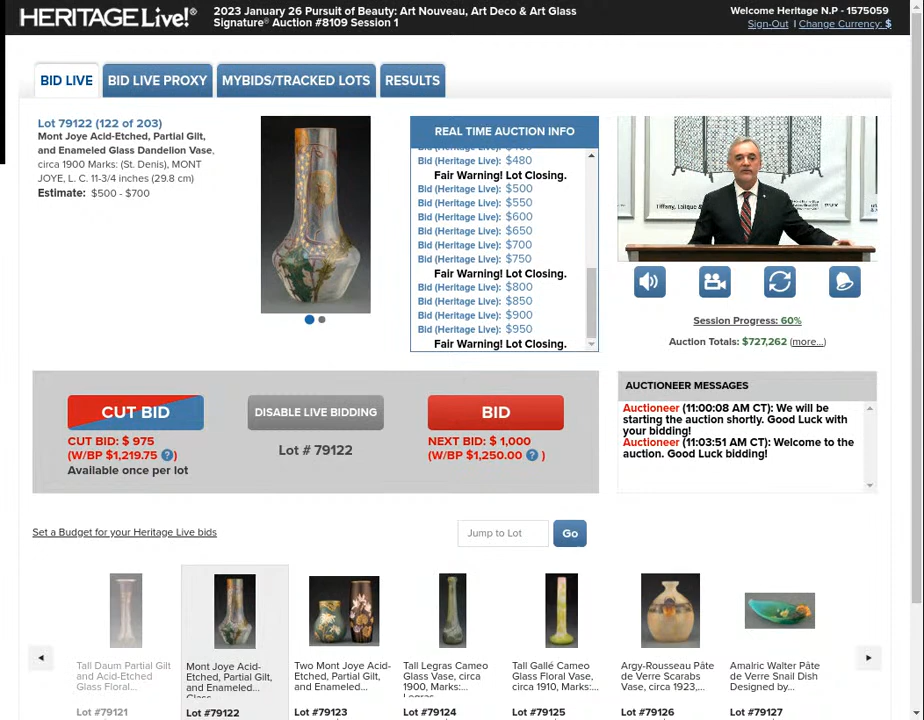 HERITAGE Live!®
2023 January 26 Pursuit of Beauty: Art Nouveau, Art Deco & Art Glass
Signature® Auction #8109 Session 1
Welcome Heritage N.P - 1575059
Sign-Out | Change Currency: $
BID LIVE
BID LIVE PROXY
MYBIDS/TRACKED LOTS
RESULTS
Lot 79122 (122 of 203)
Mont Joye Acid-Etched, Partial Gilt,
and Enameled Glass Dandelion Vase,
circa 1900 Marks: (St. Denis), MONT
JOYE, L. C. 11-3/4 inches (29.8 cm)
Estimate: $500 - $700
REAL TIME AUCTION INFO
Bid (Heritage Live): $480
Fair Warning! Lot Closing.
Bid (Heritage Live): $500
Bid (Heritage Live): $550
Bid (Heritage Live): $600
Bid (Heritage Live): $650
Bid (Heritage Live): $700
Bid (Heritage Live): $750
Fair Warning! Lot Closing.
Bid (Heritage Live): $800
Bid (Heritage Live): $850
Bid (Heritage Live): $900
Bid (Heritage Live): $950
Fair Warning! Lot Closing.
Tiffany, Lalique &
Session Progress: 60%
Auction Totals: $727,262 (more...)
CUT BID
CUT BID: $ 975
(W/BP $1,219.75 ?)
Available once per lot
DISABLE LIVE BIDDING
Lot # 79122
BID
NEXT BID: $ 1,000
(W/BP $1,250.00 ? )
AUCTIONEER MESSAGES
Auctioneer (11:00:08 AM CT): We will be
starting the auction shortly. Good Luck with
your bidding!
Auctioneer (11:03:51 AM CT): Welcome to the
auction. Good Luck bidding!
Set a Budget for your Heritage Live bids
Jump to Lot
Go
Tall Daum Partial Gilt
and Acid-Etched
Glass Floral...
Lot #79121
Mont Joye Acid-
Etched, Partial Gilt,
and Enameled...
Lot #79122
Two Mont Joye Acid-
Etched, Partial Gilt,
and Enameled...
Lot #79123
Tall Legras Cameo
Glass Vase, circa
1900, Marks:...
Lot #79124
Tall Gallé Cameo
Glass Floral Vase,
circa 1910, Marks:...
Lot #79125
Argy-Rousseau Pâte
de Verre Scarabs
Vase, circa 1923,...
Lot #79126
Amalric Walter Pâte
de Verre Snail Dish
Designed by...
Lot #79127